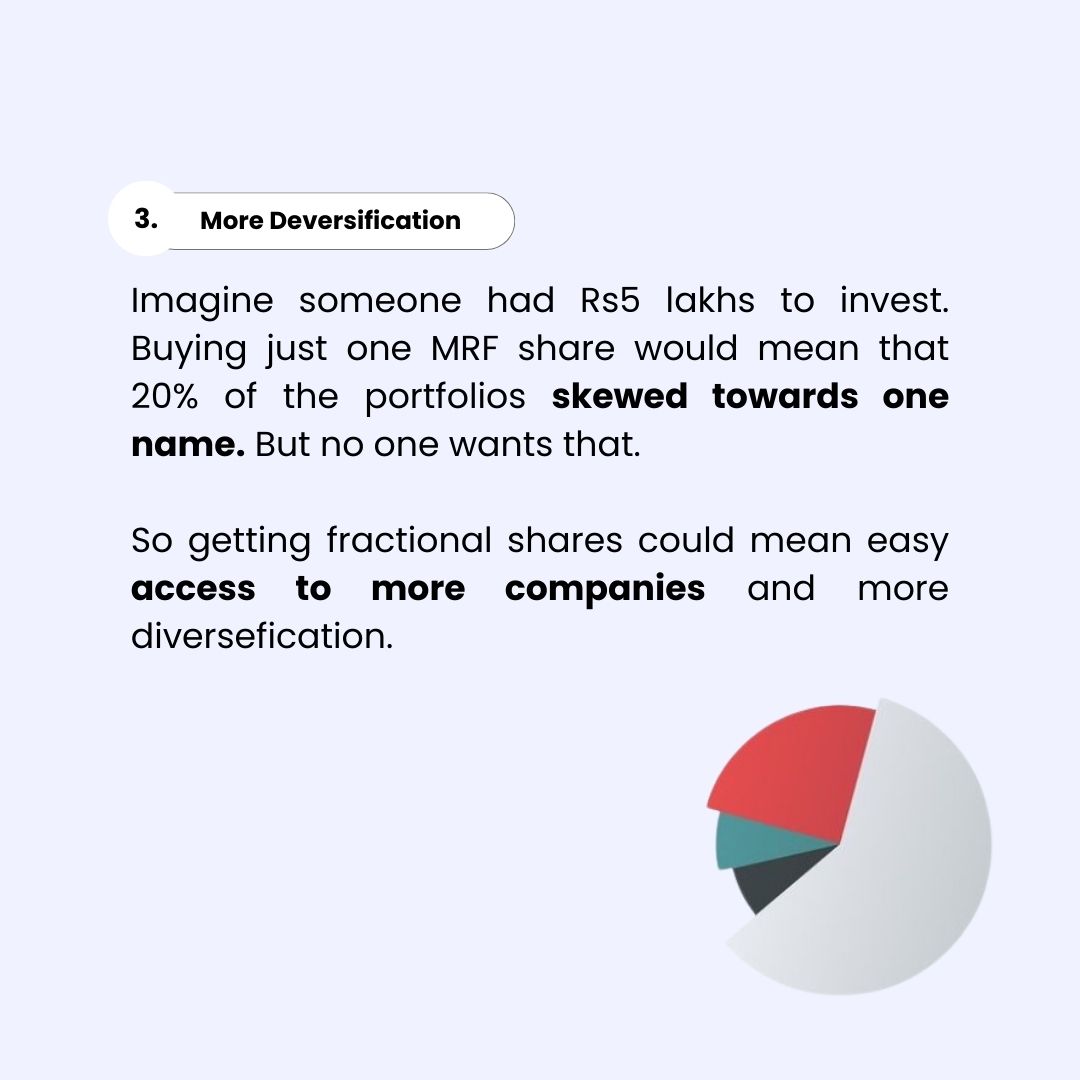 3. More Deversification
Imagine someone had Rs5 lakhs to invest.
Buying just one MRF share would mean that
20% of the portfolios skewed towards one
name. But no one wants that.
So getting fractional shares could mean easy
access to more companies and more
diversefication.